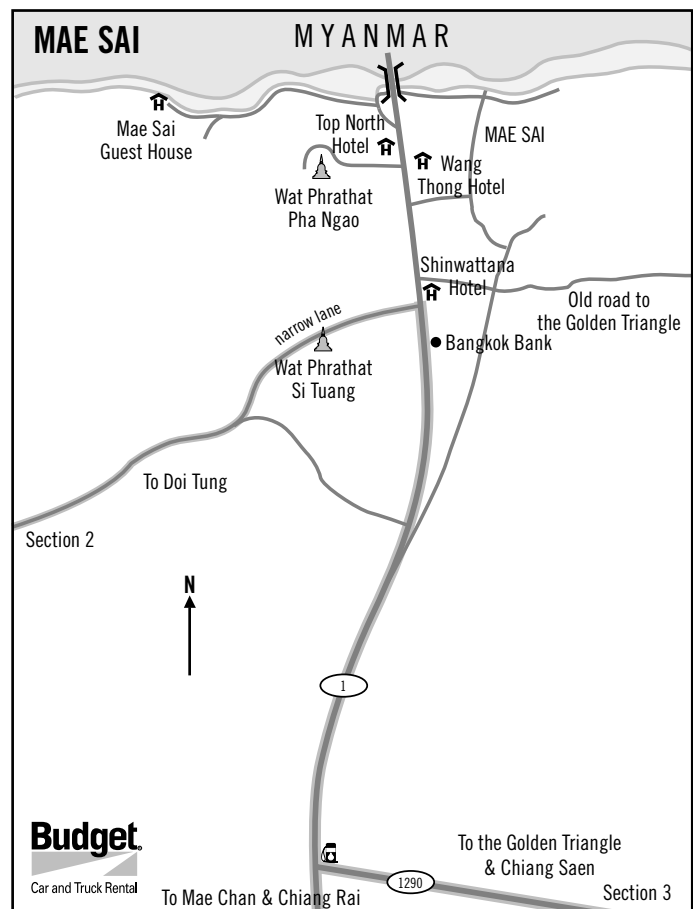 MAE SAI
MYANMAR
Mae Sai
Guest House
Top North
Hotel
MAE SAI
Wang
Thong Hotel
Wat Phrathat
Pha Ngao
Shinwattana
Hotel
Old road to
the Golden Triangle
narrow lane
Bangkok Bank
Wat Phrathat
Si Tuang
To Doi Tung
Section 2
N
1
Budget®
Car and Truck Rental
To the Golden Triangle
& Chiang Saen
1290
Section 3
To Mae Chan & Chiang Rai